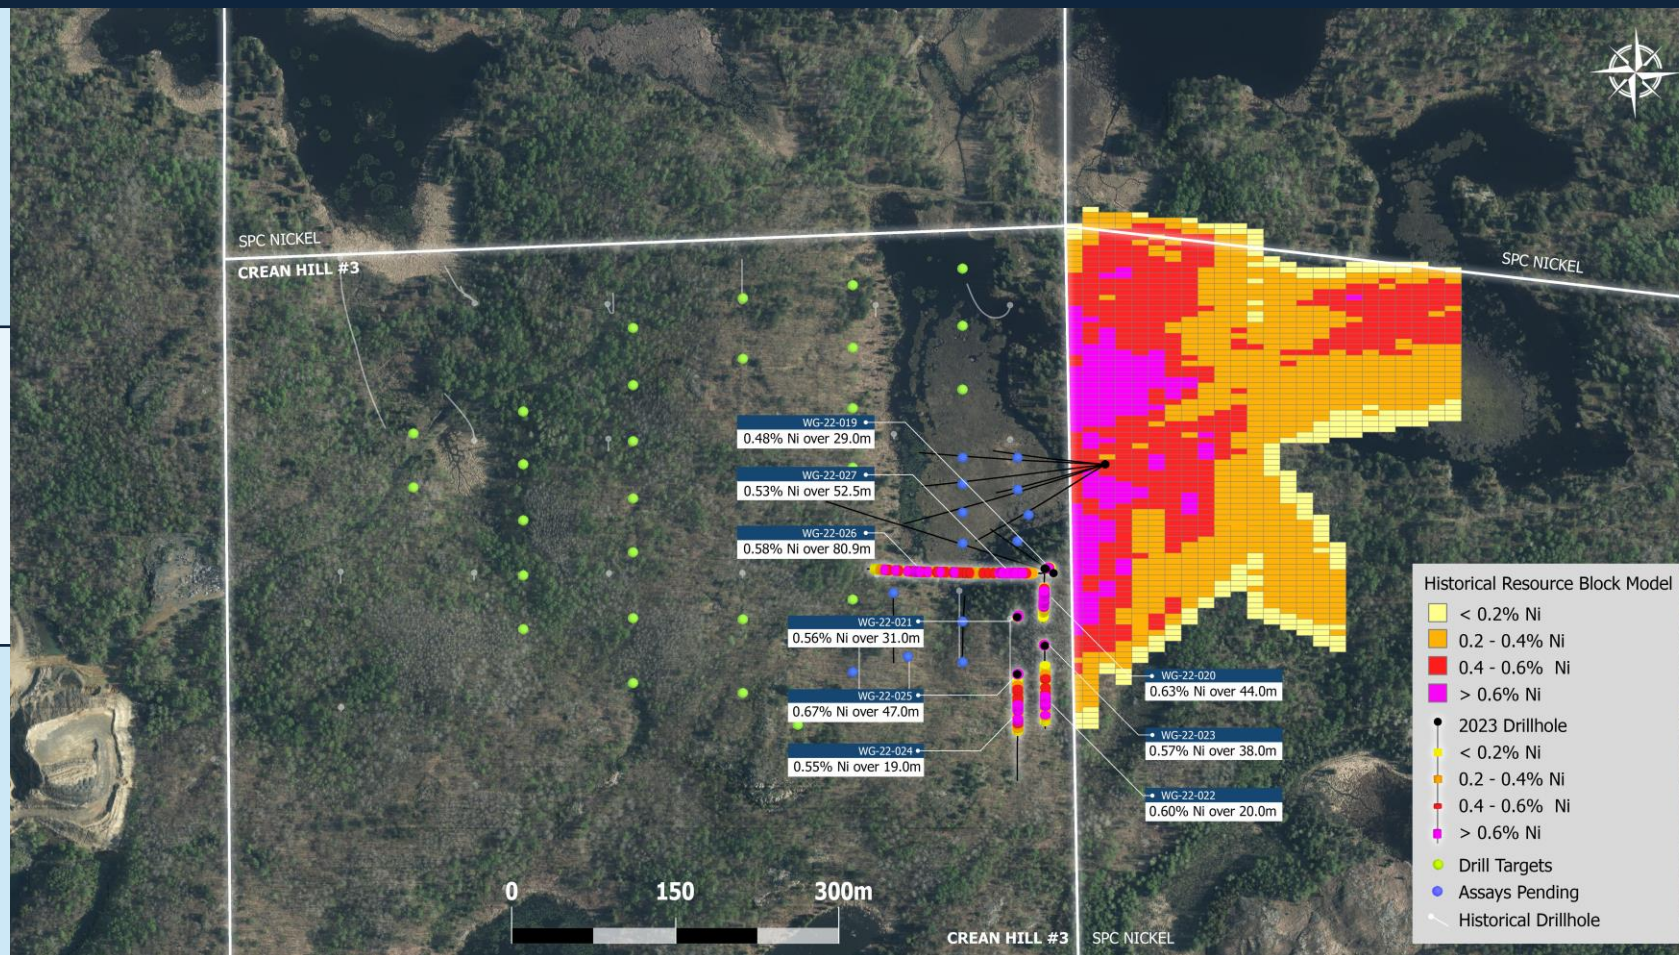 SPC NICKEL
CREAN HILL #3
SPC NICKEL
WG-22-019
0.48% Ni over 29.0m
WG-22-027
0.53% Ni over 52.5m
WG-22-026
0.58% Ni over 80.9m
WG-22-021
0.56% Ni over 31.0m
WG-22-025
0.67% Ni over 47.0m
WG-22-024
0.55% Ni over 19.0m
WG-22-020
0.63% Ni over 44.0m
WG-22-023
0.57% Ni over 38.0m
WG-22-022
0.60% Ni over 20.0m
Historical Resource Block Model
< 0.2% Ni
0.2 - 0.4% Ni
0.4 - 0.6% Ni
> 0.6% Ni
2023 Drillhole
< 0.2% Ni
0.2 - 0.4% Ni
0.4 - 0.6% Ni
> 0.6% Ni
Drill Targets
Assays Pending
Historical Drillhole
0 150 300m
CREAN HILL #3 SPC NICKEL